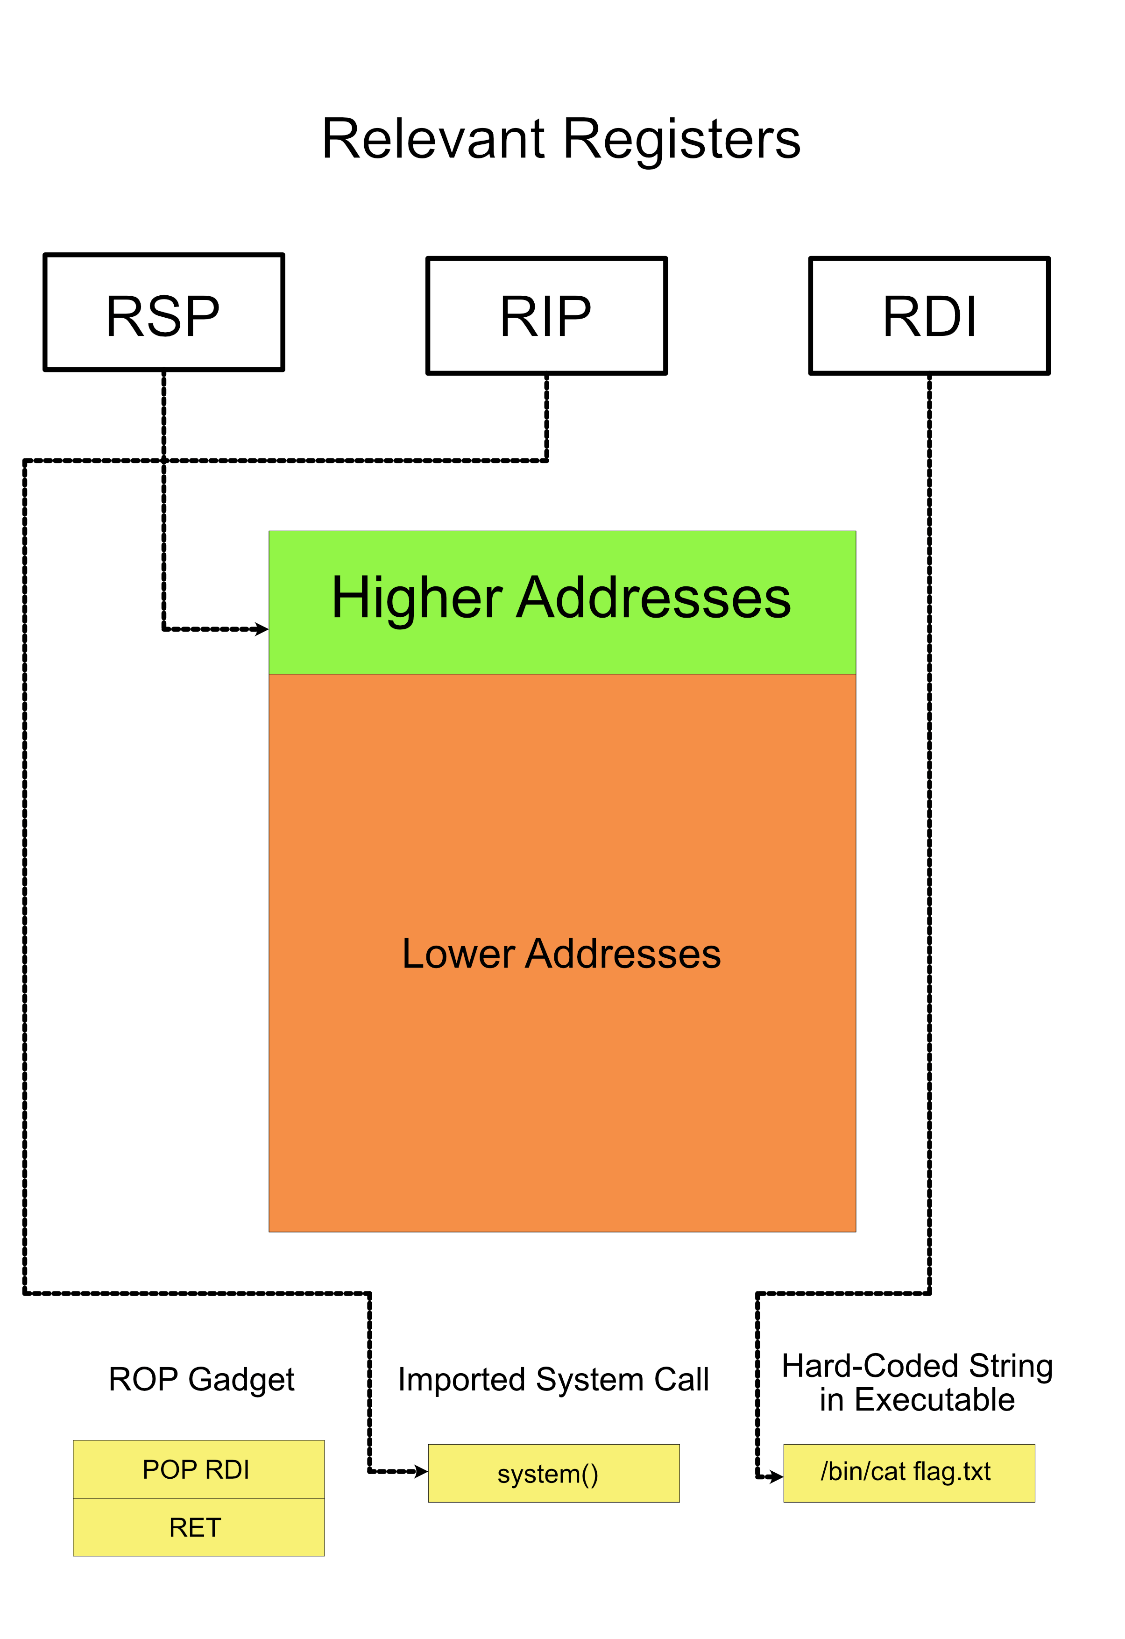 Relevant Registers
RSP
RIP
RDI
Higher Addresses
Lower Addresses
ROP Gadget
Imported System Call
Hard-Coded String
in Executable
POP RDI
RET
system()
/bin/cat flag.txt